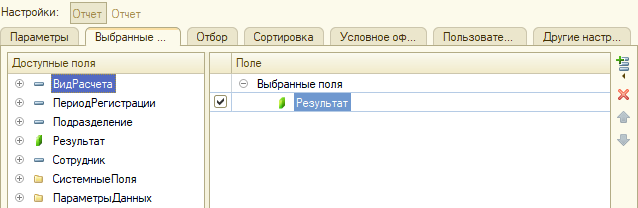 Настройки: Отчет Отчет
Параметры Выбранные ... Отбор Сортировка Условное оф... Пользовате... Другие настр...
Доступные поля Поле
ВидРасчета Выбранные поля
ПериодРегистрации Результат
Подразделение
Результат
Сотрудник
СистемныеПоля
ПараметрыДанных